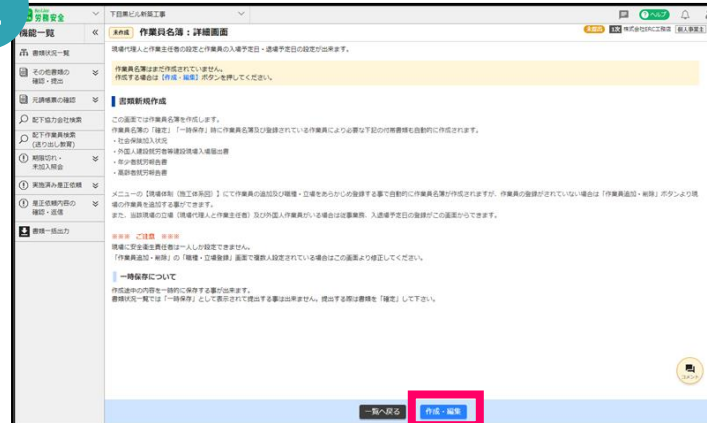 Buildee
労務安全
下目黒ビル新築工事
ヘルプ
機能一覧
未作成 作業員名簿：詳細画面
未提出 1次 株式会社ERC工務店 個人事業主
書類状況一覧
その他書類の
確認・提出
元請帳票の確認
配下協力会社検索
配下作業員検索
(送り出し教育)
期限切れ・
未加入照会
実施済み是正依頼
是正依頼内容の
確認・返信
書類一括出力
現場代理人と作業主任者の設定と作業員の入場予定日・退場予定日の設定が出来ます。
作業員名簿はまだ作成されていません。
作成する場合は【作成・編集】ボタンを押してください。
書類新規作成
この画面では作業員名簿を作成します。
作業員名簿の「確定」「一時保存」時に作業員名簿及び登録されている作業員により必要な下記の付帯書類も自動的に作成されます。
・社会保険加入状況
・外国人建設就労者等建設現場入場届出書
・年少者就労報告書
・高齢者就労報告書
メニューの【現場体制（施工体系図）】にて作業員の追加及び職種・立場をあらかじめ登録する事で自動的に作業員名簿が作成されますが、作業員の登録がされていない場合は「作業員追加・削除」ボタンより現
場の作業員を追加する事ができます。
また、当該現場の立場（現場代理人と作業主任者）及び外国人作業員がいる場合は従事業務、入退場予定日の登録がこの画面からできます。
※※※ ご注意 ※※※
現場に安全衛生責任者は一人しか設定できません。
「作業員追加・削除」の「職種・立場登録」画面で複数人設定されている場合はこの画面より修正してください。
一時保存について
作成途中の内容を一時的に保存する事が出来ます。
書類状況一覧では「一時保存」として表示されて提出する事は出来ません。提出する際は書類を「確定」して下さい。
コメント
一覧へ戻る
作成・編集